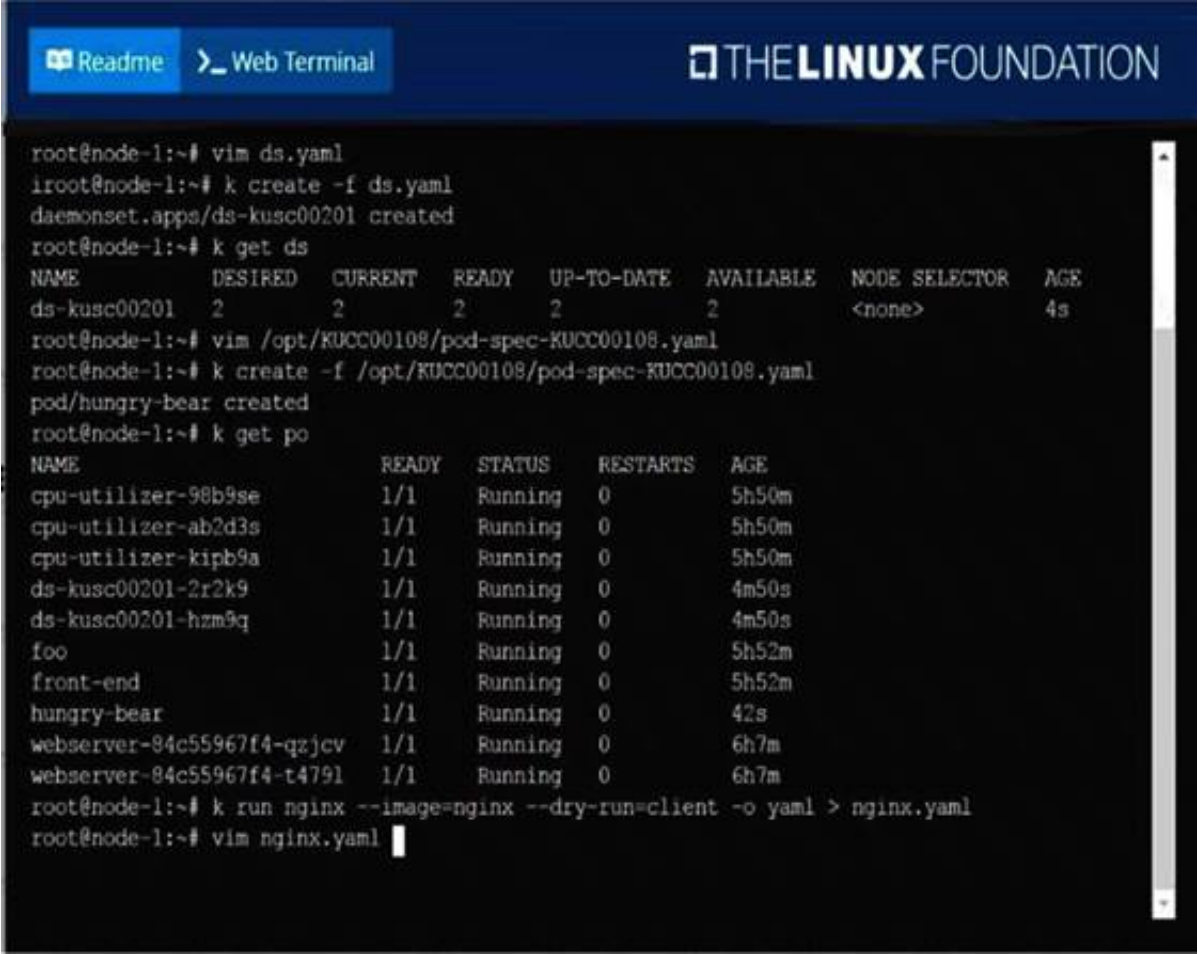 Readme >_ Web Terminal THE LINUX FOUNDATION
root@node-1:~# vim ds.yaml
iroot@node-1:~# k create -f ds.yaml
daemonset.apps/ds-kusc00201 created
root@node-1:~# k get ds
NAME DESIRED CURRENT READY UP-TO-DATE AVAILABLE NODE SELECTOR AGE
ds-kusc00201 2 2 2 2 2 <none> 4s
root@node-1:~# vim /opt/KUCC00108/pod-spec-KUCC00108.yaml
root@node-1:~# k create -f /opt/KUCC00108/pod-spec-KUCC00108.yaml
pod/hungry-bear created
root@node-1:~# k get po
NAME READY STATUS RESTARTS AGE
cpu-utilizer-98b9se 1/1 Running 0 5h50m
cpu-utilizer-ab2d3s 1/1 Running 0 5h50m
cpu-utilizer-kipb9a 1/1 Running 0 5h50m
ds-kusc00201-2r2k9 1/1 Running 0 4m50s
ds-kusc00201-hzm9q 1/1 Running 0 4m50s
foo 1/1 Running 0 5h52m
front-end 1/1 Running 0 5h52m
hungry-bear 1/1 Running 0 42s
webserver-84c55967f4-qzjcv 1/1 Running 0 6h7m
webserver-84c55967f4-t479l 1/1 Running 0 6h7m
root@node-1:~# k run nginx --image=nginx --dry-run=client -o yaml > nginx.yaml
root@node-1:~# vim nginx.yaml